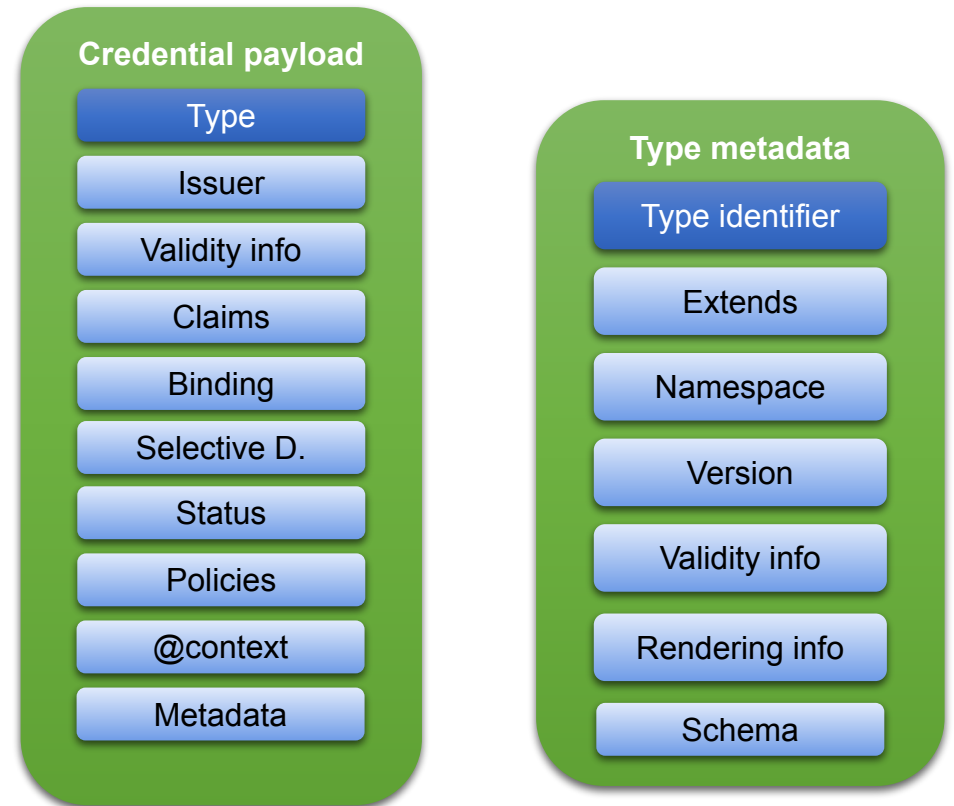 Credential payload
Type
Issuer
Validity info
Claims
Binding
Selective D.
Status
Policies
@context
Metadata
Type metadata
Type identifier
Extends
Namespace
Version
Validity info
Rendering info
Schema